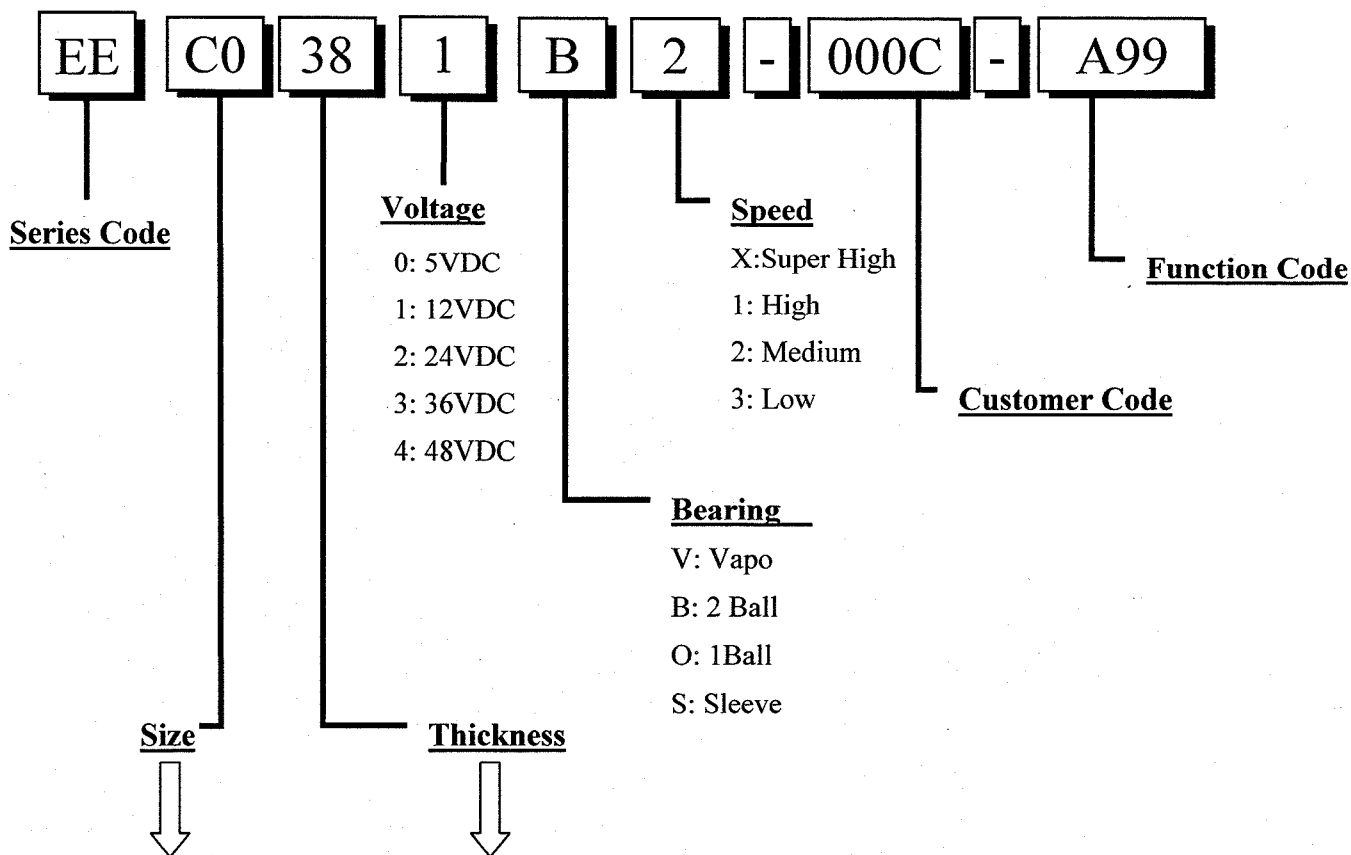 EE C0 38 1 B 2 - 000C - A99
Series Code
Voltage
0: 5VDC
1: 12VDC
2: 24VDC
3: 36VDC
4: 48VDC
Speed
X:Super High
1: High
2: Medium
3: Low
Function Code
Customer Code
Bearing
V: Vapo
B: 2 Ball
O: 1Ball
S: Sleeve
Size
Thickness